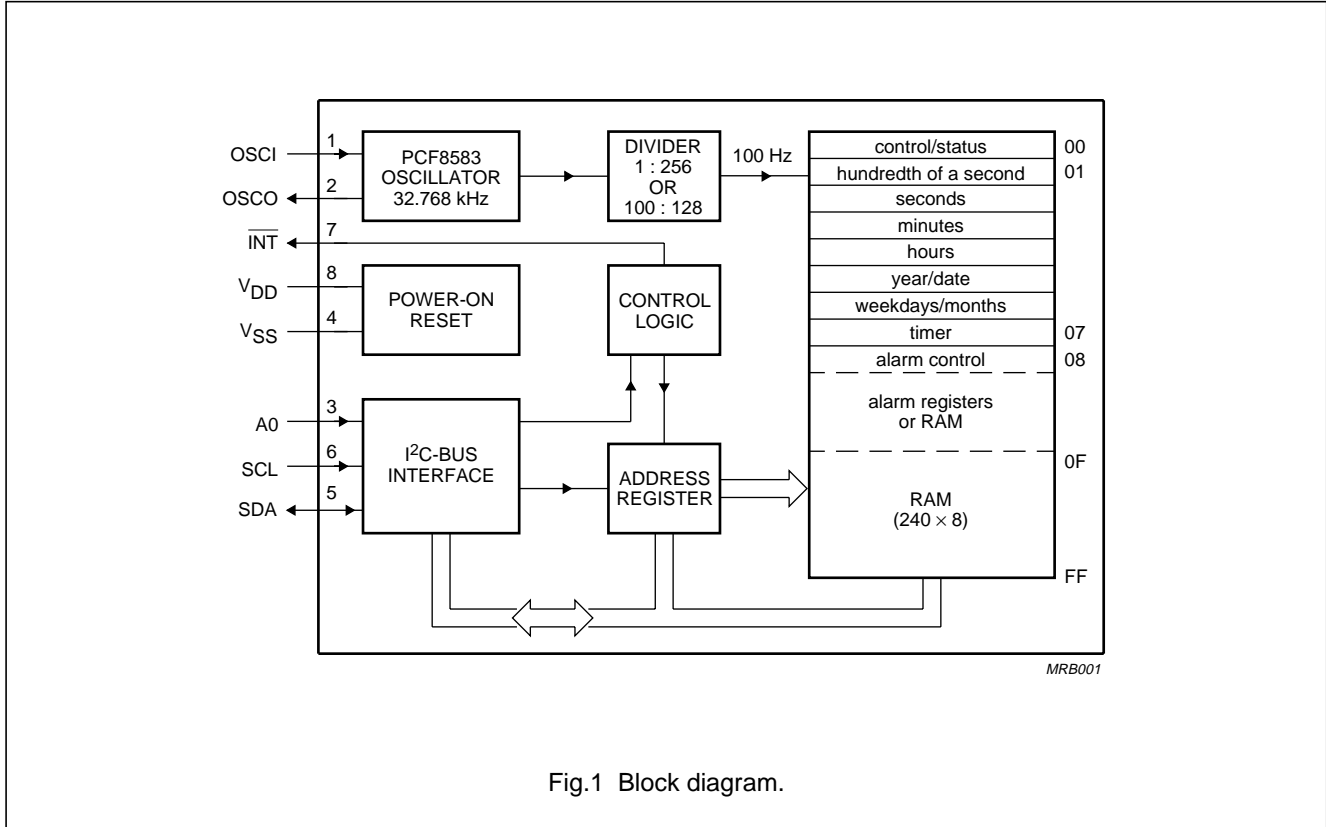 OSCI
1
OSCO
2
INT
7
VDD
8
VSS
4
A0
3
SCL
6
SDA
5
PCF8583
OSCILLATOR
32.768 kHz
DIVIDER
1 : 256
OR
100 : 128
100 Hz
POWER-ON
RESET
CONTROL
LOGIC
I2C-BUS
INTERFACE
ADDRESS
REGISTER
control/status 00
hundredth of a second 01
seconds
minutes
hours
year/date
weekdays/months
timer 07
alarm control 08
alarm registers
or RAM
0F
RAM
(240 × 8)
FF
MRB001
Fig.1 Block diagram.